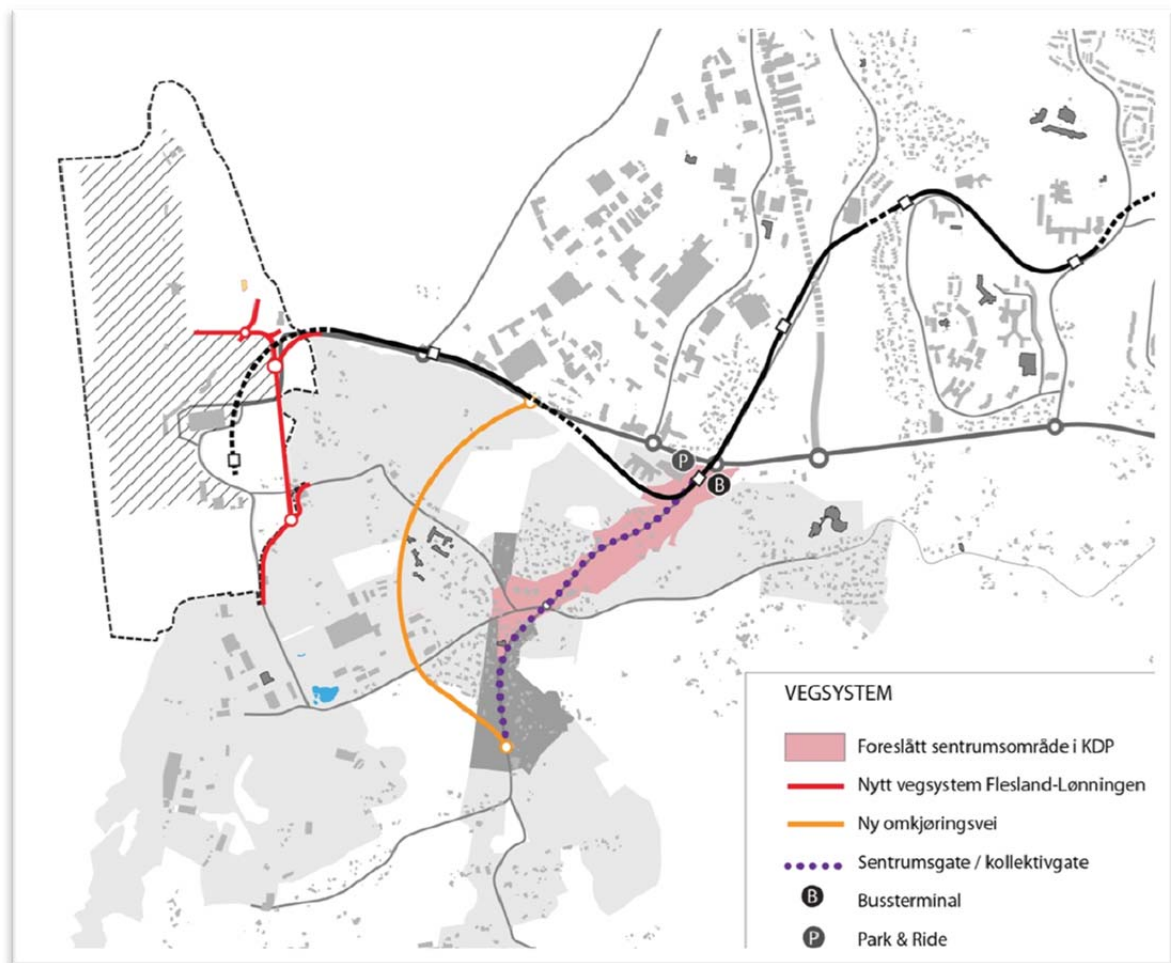 P
B
VEGSYSTEM
Foreslått sentrumsområde i KDP
Nytt vegsystem Flesland-Lønningen
Ny omkjøringsvei
Sentrumsgate / kollektivgate
B Bussterminal
P Park & Ride